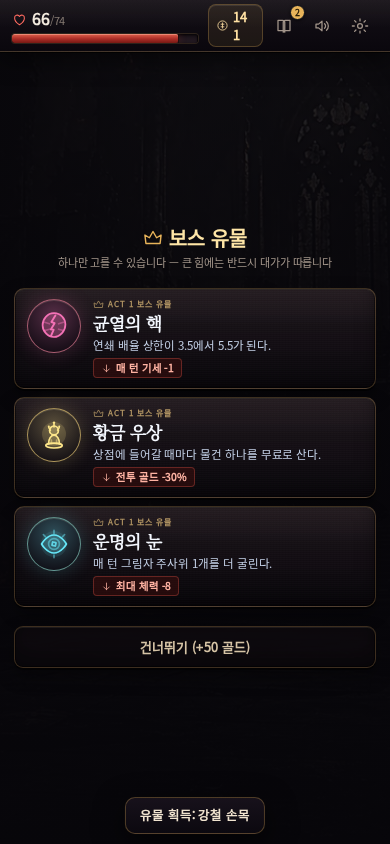 66/74
14
1
2
보스 유물
하나만 고를 수 있습니다 — 큰 힘에는 반드시 대가가 따릅니다
ACT 1 보스 유물
균열의 핵
연쇄 배율 상한이 3.5에서 5.5가 된다.
↓ 매 턴 기세 -1
ACT 1 보스 유물
황금 우상
상점에 들어갈 때마다 물건 하나를 무료로 산다.
↓ 전투 골드 -30%
ACT 1 보스 유물
운명의 눈
매 턴 그림자 주사위 1개를 더 굴린다.
↓ 최대 체력 -8
건너뛰기 (+50 골드)
유물 획득: 강철 손목